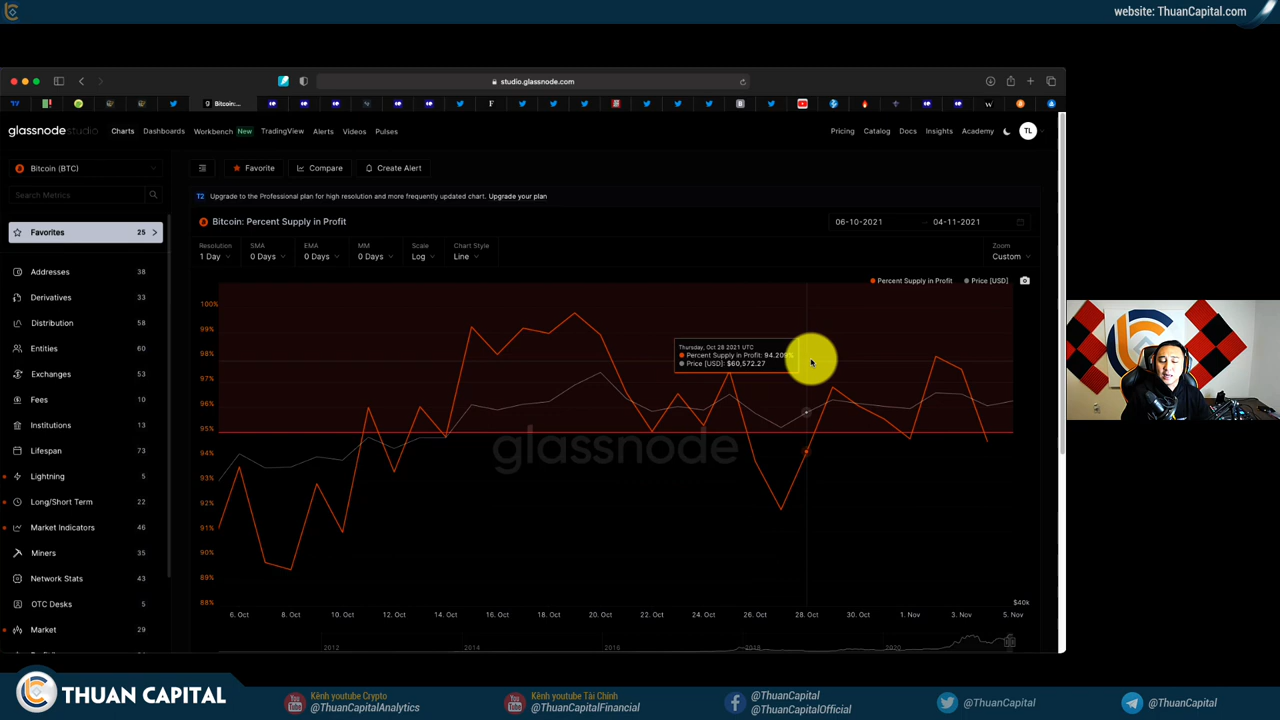 website: ThuanCapital.com
studio.glassnode.com
Bitcoin:...
glassnode studio
Charts
Dashboards
Workbench New
TradingView
Alerts
Videos
Pulses
Pricing
Catalog
Docs
Insights
Academy
TL
Bitcoin (BTC)
Favorite
Compare
Create Alert
Search Metrics
T2 Upgrade to the Professional plan for high resolution and more frequently updated chart. Upgrade your plan
Bitcoin: Percent Supply in Profit
06-10-2021
04-11-2021
Favorites 25
Resolution
1 Day
SMA
0 Days
EMA
0 Days
MM
0 Days
Scale
Log
Chart Style
Line
Zoom
Custom
Addresses 38
Derivatives 33
Distribution 58
Entities 60
Exchanges 53
Fees 9
Institutions 13
Lifespan 73
Lightning 5
Long/Short Term 22
Market Indicators 46
Miners 35
Network Stats 43
OTC Desks 5
Market 29
Percent Supply in Profit
Price [USD]
100%
99%
98%
97%
96%
95%
94%
93%
92%
91%
90%
89%
88%
Thursday, Oct 28 2021 UTC
Percent Supply in Profit: 94.209%
Price [USD]: $60,572.27
glassnode
$40k
6. Oct
8. Oct
10. Oct
12. Oct
14. Oct
16. Oct
18. Oct
20. Oct
22. Oct
24. Oct
26. Oct
28. Oct
30. Oct
1. Nov
3. Nov
5. Nov
2012
2014
2016
2018
2020
THUAN CAPITAL
Kênh youtube Crypto
@ThuanCapitalAnalytics
Kênh youtube Tài Chính
@ThuanCapitalFinancial
@ThuanCapital
@ThuanCapitalOfficial
@ThuanCapital
@ThuanCapital